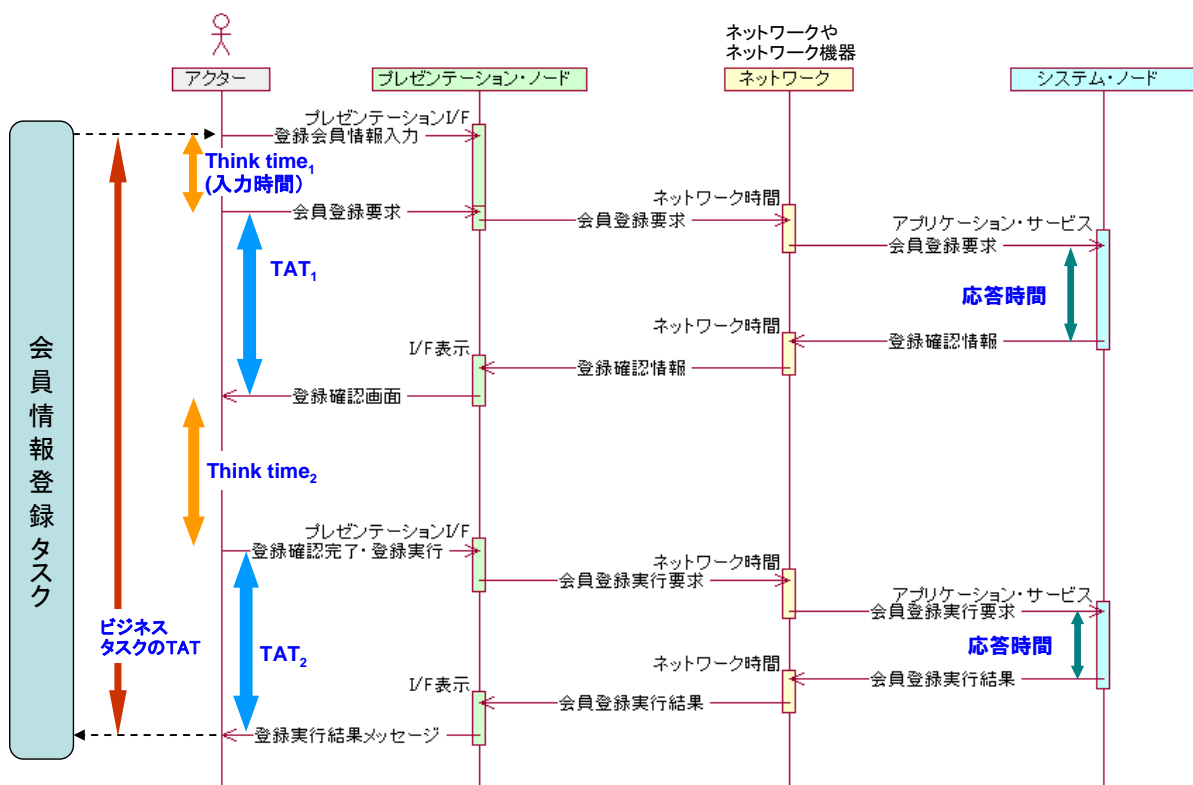 ネットワークや
ネットワーク機器
アクター
プレゼンテーション・ノード
ネットワーク
システム・ノード
プレゼンテーションI/F
登録会員情報入力
Think time1
(入力時間)
ネットワーク時間
会員登録要求
会員登録要求
アプリケーション・サービス
会員登録要求
TAT1
応答時間
ネットワーク時間
登録確認情報
I/F表示
登録確認情報
登録確認画面
会員情報登録タスク
Think time2
プレゼンテーションI/F
登録確認完了・登録実行
ネットワーク時間
会員登録実行要求
アプリケーション・サービス
会員登録実行要求
ビジネス
タスクのTAT
TAT2
応答時間
ネットワーク時間
会員登録実行結果
I/F表示
会員登録実行結果
登録実行結果メッセージ